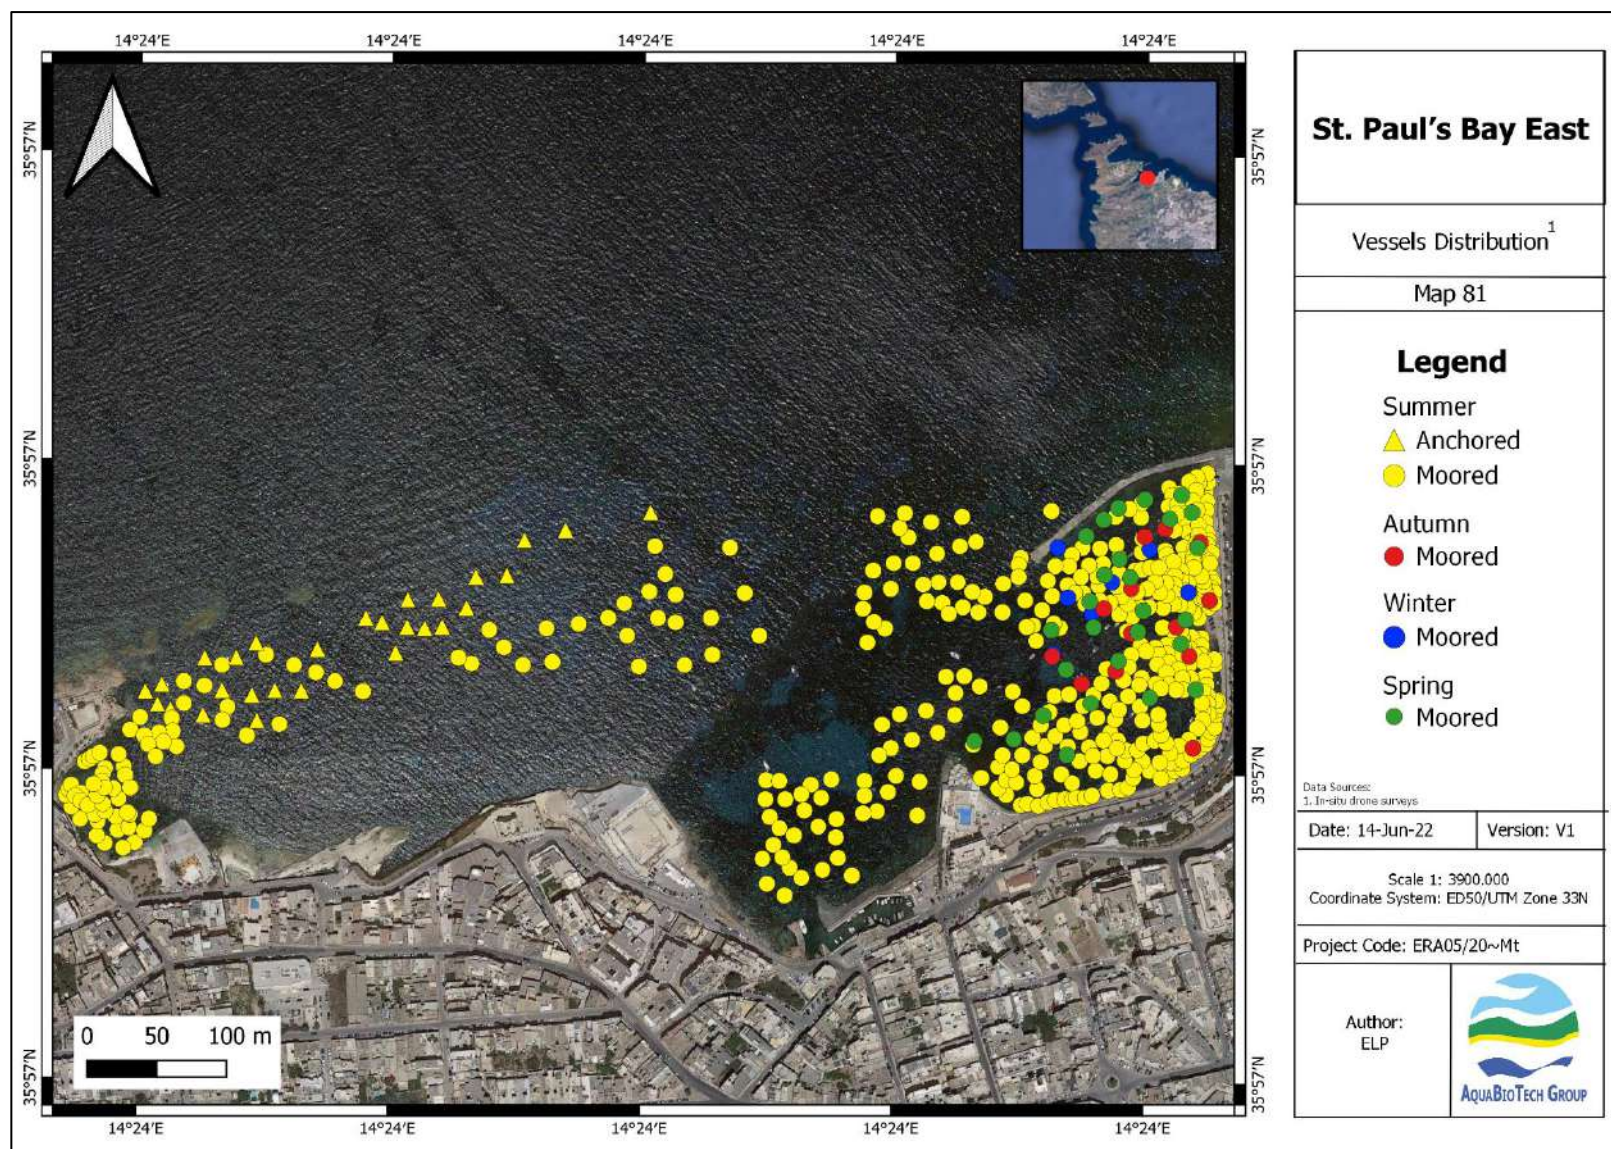 14°24′E 14°24′E 14°24′E 14°24′E 14°24′E
35°57′N 35°57′N
35°57′N 35°57′N
35°57′N 35°57′N
35°57′N 35°57′N
0 50 100 m
14°24′E 14°24′E 14°24′E 14°24′E 14°24′E
St. Paul's Bay East
Vessels Distribution1
Map 81
Legend
Summer
Anchored
Moored
Autumn
Moored
Winter
Moored
Spring
Moored
Data Sources:
1. In-situ drone surveys
Date: 14-Jun-22 Version: V1
Scale 1: 3900.000
Coordinate System: ED50/UTM Zone 33N
Project Code: ERA05/20~Mt
Author:
ELP
AQUABIOTECH GROUP